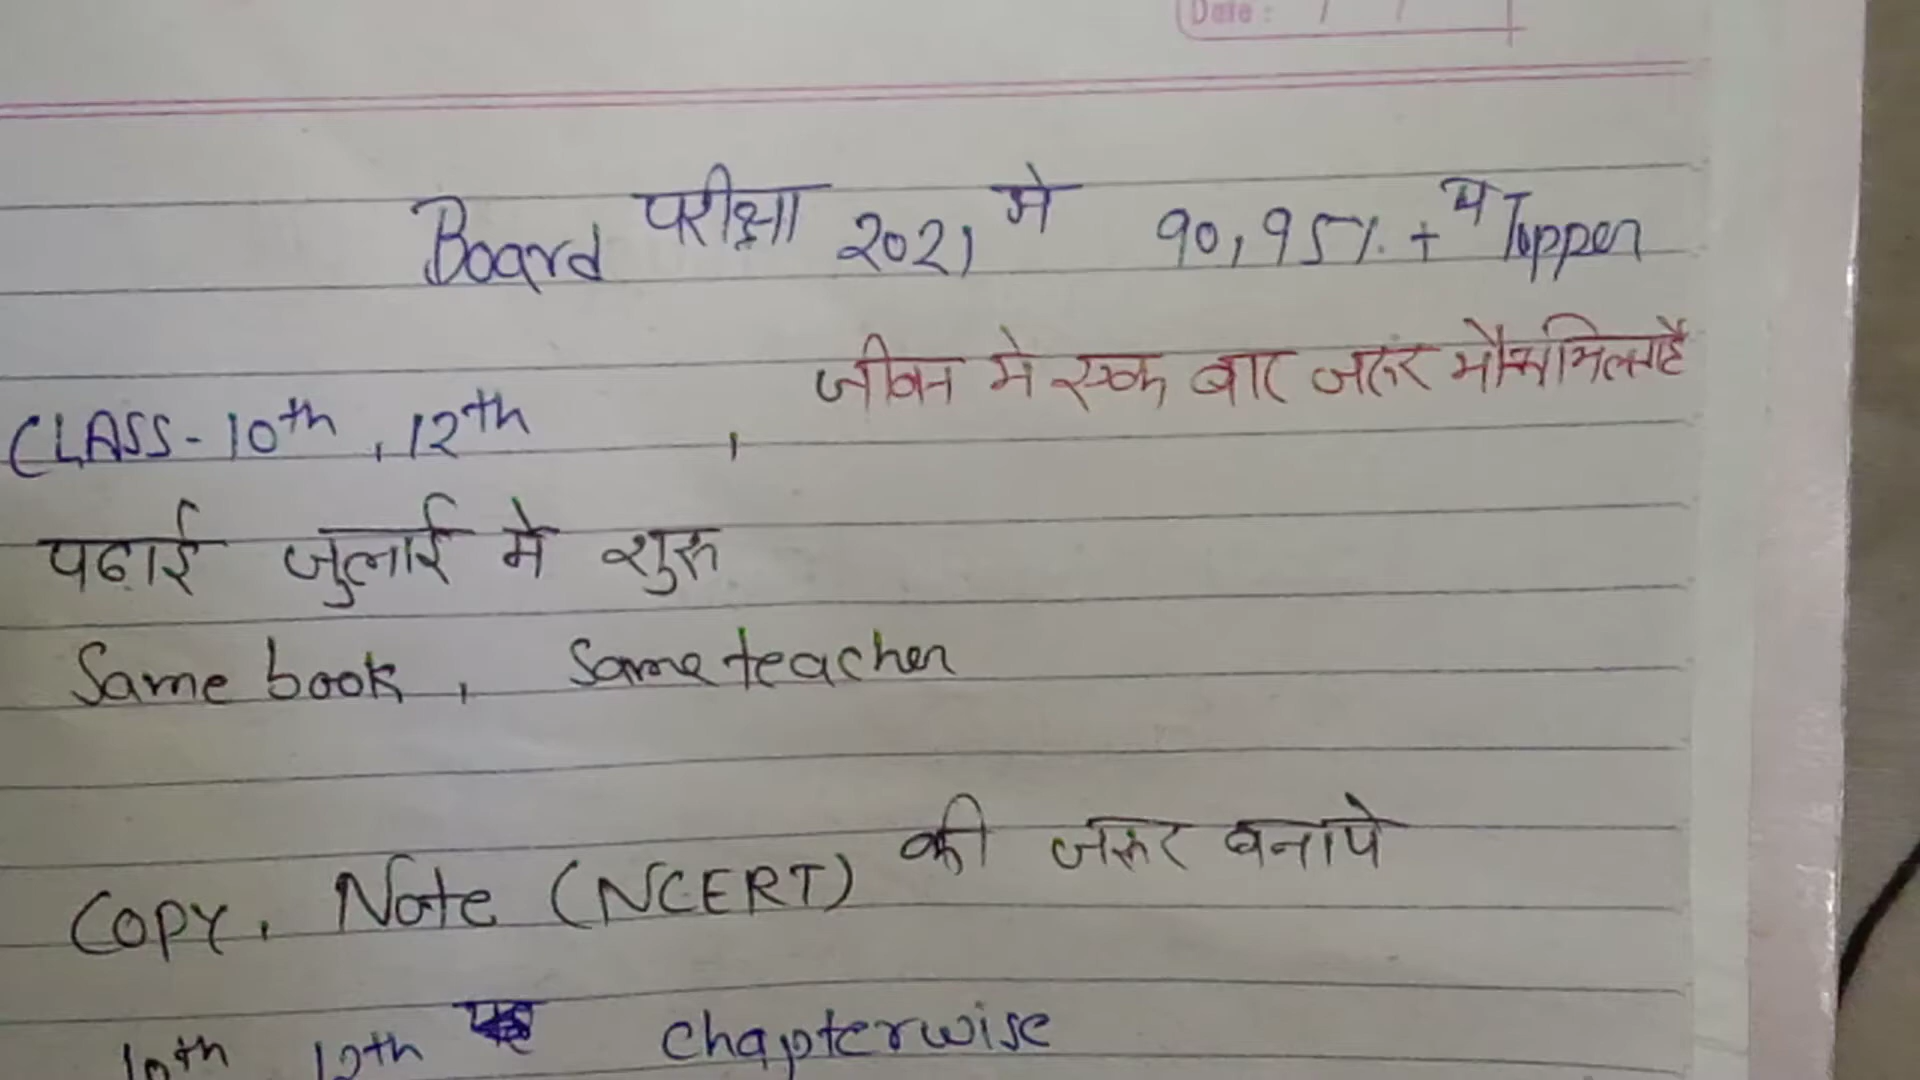 Date : / /
Board परीक्षा 2021 मे 90,95%. + य Topper
जीवन मे एक बार जरुर मौका मिलता है
CLASS-10th , 12th ,
पढाई जुलाई मे शुरू
Same book , Same teacher
Copy, Note (NCERT) की जरूर बनाये
10th 12th chapterwise